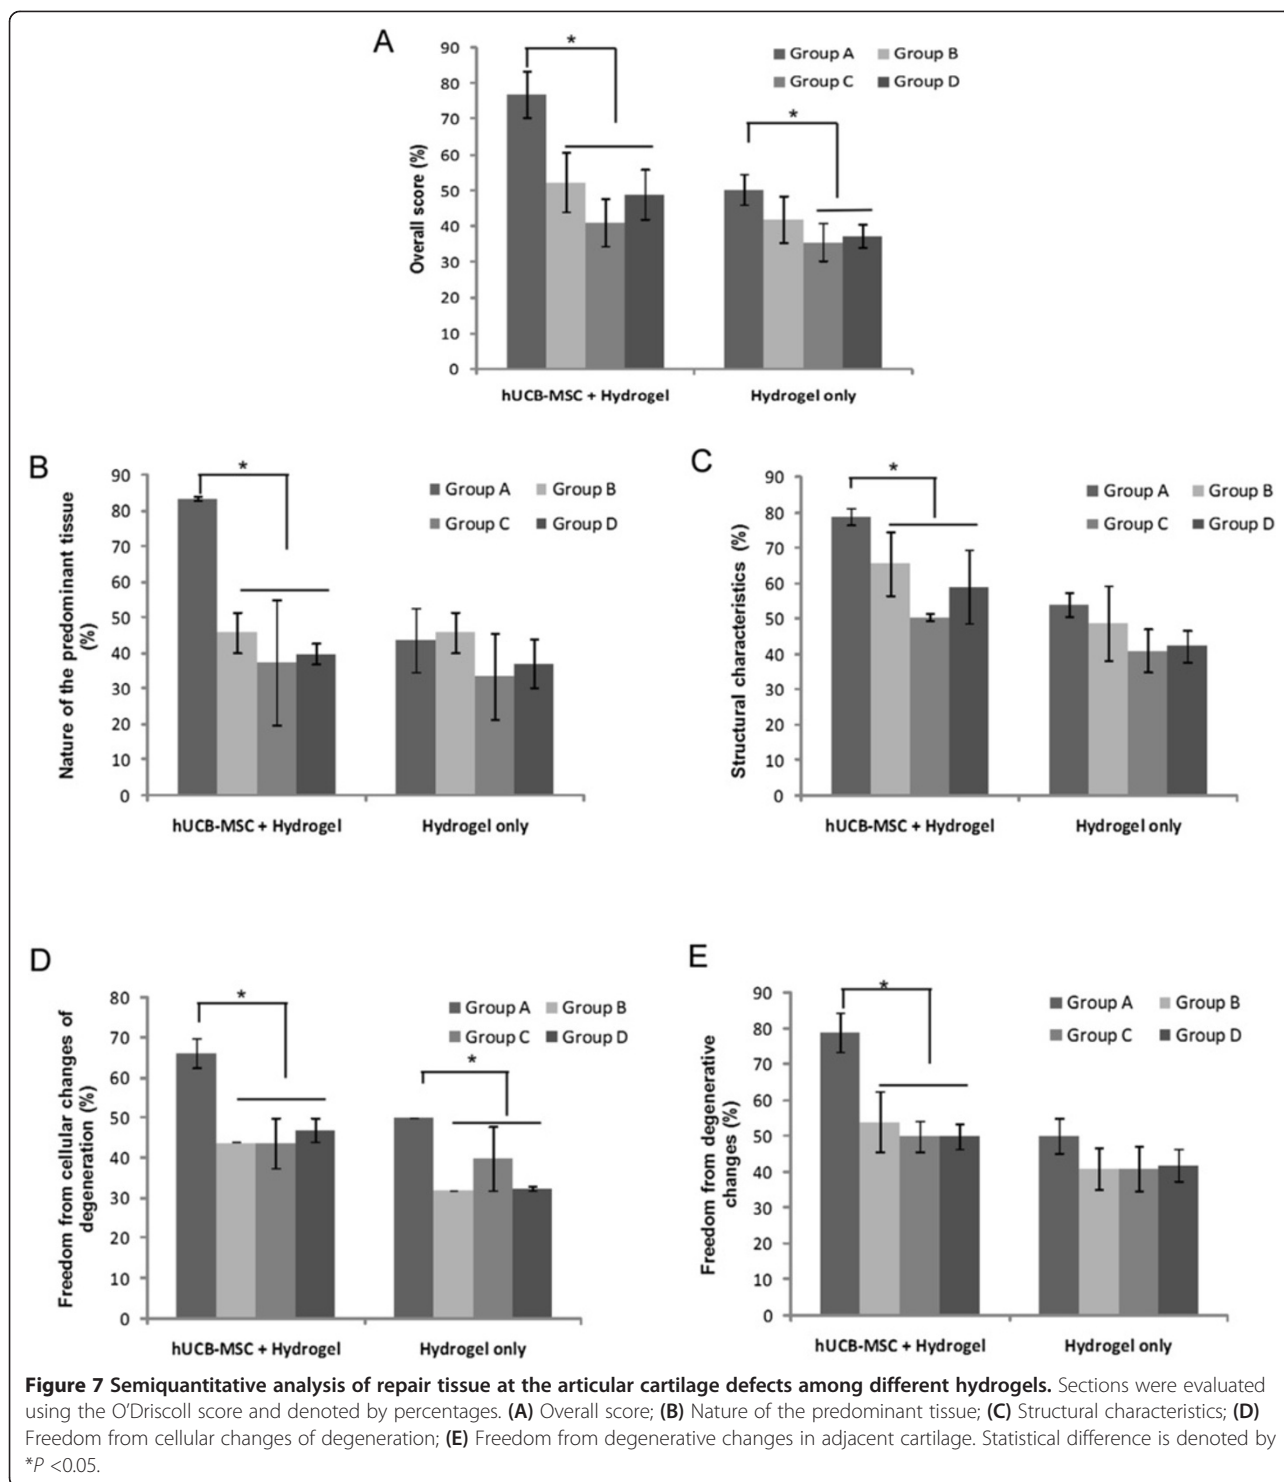 A
*
Overall score (%)
90
80
70
60
50
40
30
20
10
0
Group A Group B
Group C Group D
*
hUCB-MSC + Hydrogel Hydrogel only
B
*
Nature of the predominant tissue
(%)
90
80
70
60
50
40
30
20
10
0
Group A Group B
Group C Group D
hUCB-MSC + Hydrogel Hydrogel only
C
*
Structural characteristics (%)
90
80
70
60
50
40
30
20
10
0
Group A Group B
Group C Group D
hUCB-MSC + Hydrogel Hydrogel only
D
*
Freedom from cellular changes of
degeneration (%)
80
70
60
50
40
30
20
10
0
Group A Group B
Group C Group D
*
hUCB-MSC + Hydrogel Hydrogel only
E
*
Freedom from degenerative
changes (%)
90
80
70
60
50
40
30
20
10
0
Group A Group B
Group C Group D
hUCB-MSC + Hydrogel Hydrogel only
Figure 7 Semiquantitative analysis of repair tissue at the articular cartilage defects among different hydrogels. Sections were evaluated
using the O'Driscoll score and denoted by percentages. (A) Overall score; (B) Nature of the predominant tissue; (C) Structural characteristics; (D)
Freedom from cellular changes of degeneration; (E) Freedom from degenerative changes in adjacent cartilage. Statistical difference is denoted by
*P <0.05.